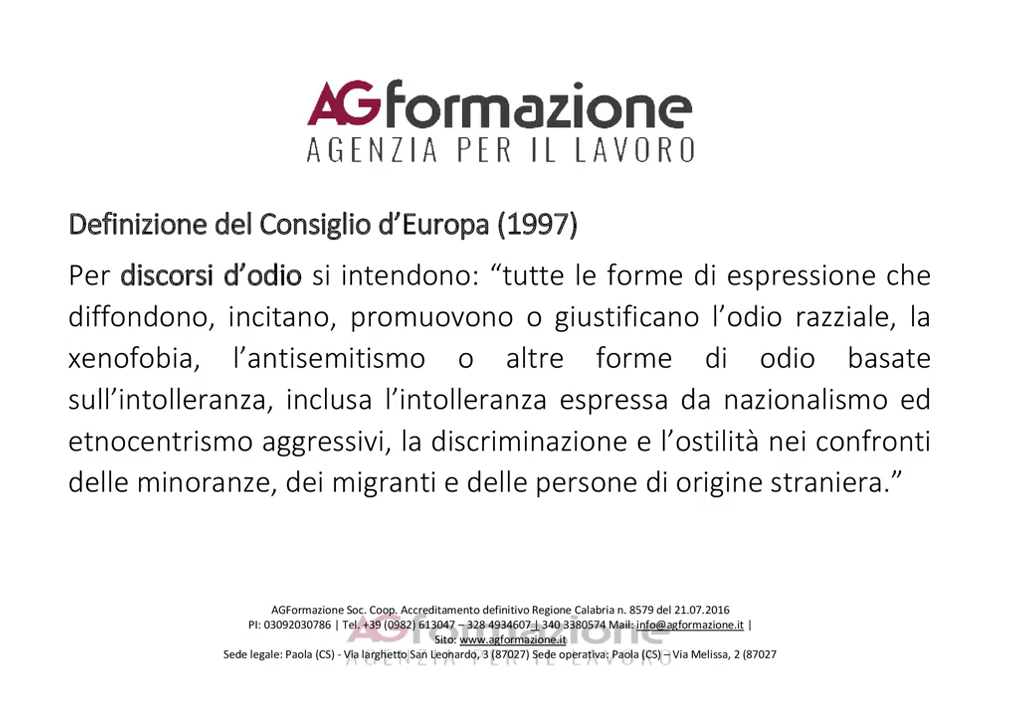 AGformazione
AGENZIA PER IL LAVORO
Definizione del Consiglio d’Europa (1997)
Per discorsi d’odio si intendono: “tutte le forme di espressione che
diffondono, incitano, promuovono o giustificano l’odio razziale, la
xenofobia, l’antisemitismo o altre forme di odio basate
sull’intolleranza, inclusa l’intolleranza espressa da nazionalismo ed
etnocentrismo aggressivi, la discriminazione e l’ostilità nei confronti
delle minoranze, dei migranti e delle persone di origine straniera.”
AGFormazione Soc. Coop. Accreditamento definitivo Regione Calabria n. 8579 del 21.07.2016
PI: 03092030786 | Tel. +39 (0982) 613047 – 328 4934607 | 340 3380574 Mail: info@agformazione.it |
Sito: www.agformazione.it
AGformazione
Sede legale: Paola (CS) - Via larghetto San Leonardo, 3 (87027) Sede operativa: Paola (CS) – Via Melissa, 2 (87027
AGENZIA PER IL LAVORO